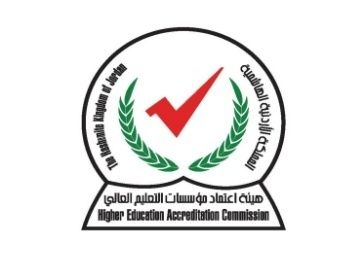 The Hashemite Kingdom of Jordan
المملكة الأردنية الهاشمية
هيئة اعتماد مؤسسات التعليم العالي
Higher Education Accreditation Commission